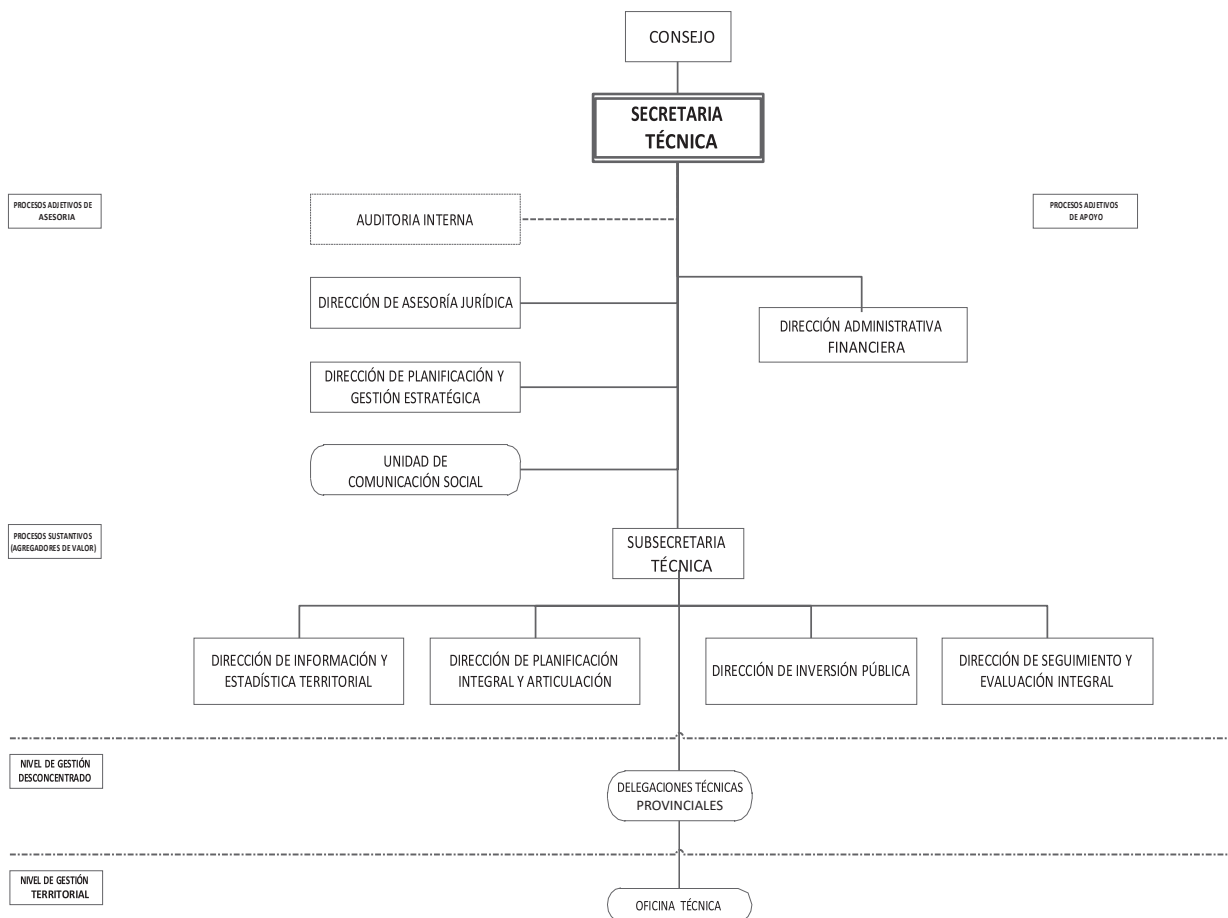 CONSEJO
SECRETARIA
TÉCNICA
PROCESOS ADJETIVOS DE
ASESORIA
AUDITORIA INTERNA
PROCESOS ADJETIVOS
DE APOYO
DIRECCIÓN DE ASESORÍA JURÍDICA
DIRECCIÓN ADMINISTRATIVA
FINANCIERA
DIRECCIÓN DE PLANIFICACIÓN Y
GESTIÓN ESTRATÉGICA
UNIDAD DE
COMUNICACIÓN SOCIAL
PROCESOS SUSTANTIVOS
(AGREGADORES DE VALOR)
SUBSECRETARIA
TÉCNICA
DIRECCIÓN DE INFORMACIÓN Y
ESTADÍSTICA TERRITORIAL
DIRECCIÓN DE PLANIFICACIÓN
INTEGRAL Y ARTICULACIÓN
DIRECCIÓN DE INVERSIÓN PÚBLICA
DIRECCIÓN DE SEGUIMIENTO Y
EVALUACIÓN INTEGRAL
NIVEL DE GESTIÓN
DESCONCENTRADO
DELEGACIONES TÉCNICAS
PROVINCIALES
NIVEL DE GESTIÓN
TERRITORIAL
OFICINA TÉCNICA